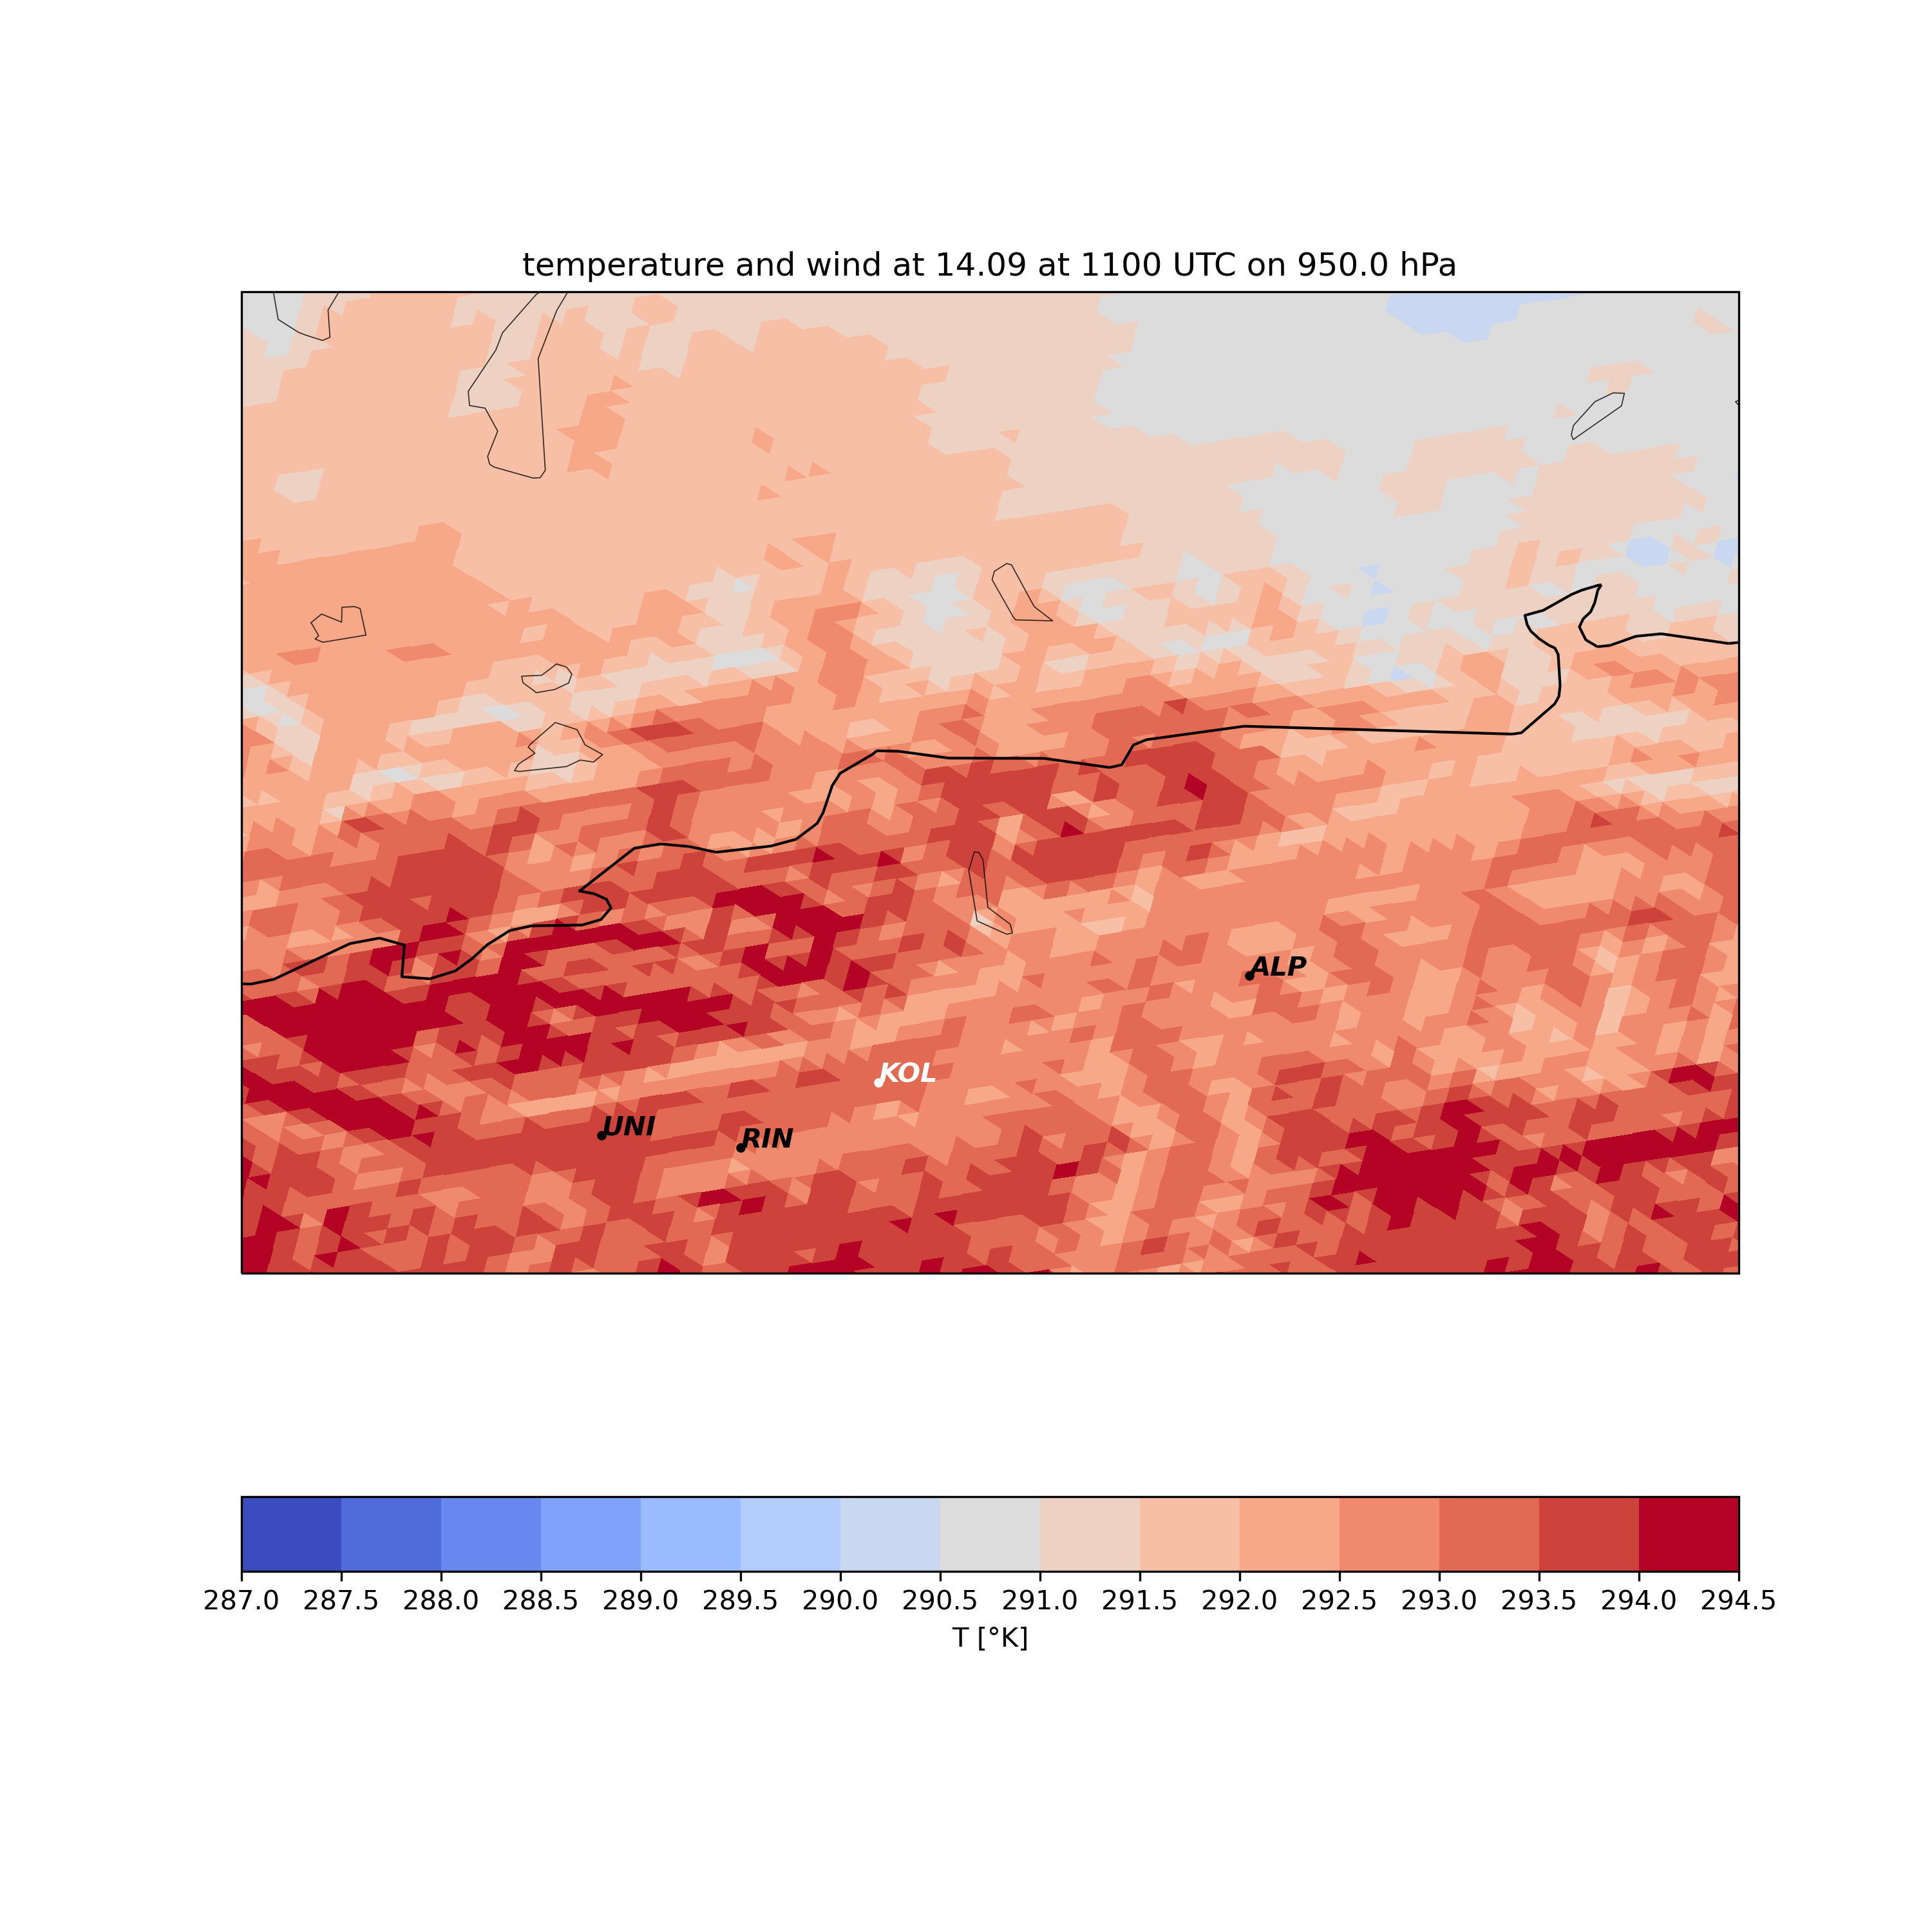 temperature and wind at 14.09 at 1100 UTC on 950.0 hPa
ALP
KOL
UNI
RIN
287.0 287.5 288.0 288.5 289.0 289.5 290.0 290.5 291.0 291.5 292.0 292.5 293.0 293.5 294.0 294.5
T [°K]